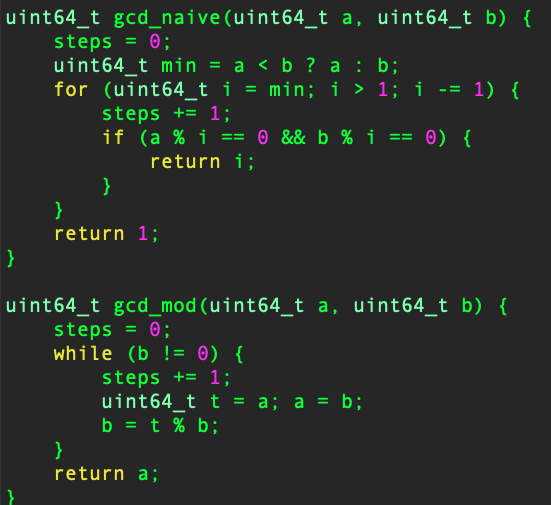 uint64_t gcd_naive(uint64_t a, uint64_t b) {
    steps = 0;
    uint64_t min = a < b ? a : b;
    for (uint64_t i = min; i > 1; i -= 1) {
        steps += 1;
        if (a % i == 0 && b % i == 0) {
            return i;
        }
    }
    return 1;
}

uint64_t gcd_mod(uint64_t a, uint64_t b) {
    steps = 0;
    while (b != 0) {
        steps += 1;
        uint64_t t = a; a = b;
        b = t % b;
    }
    return a;
}